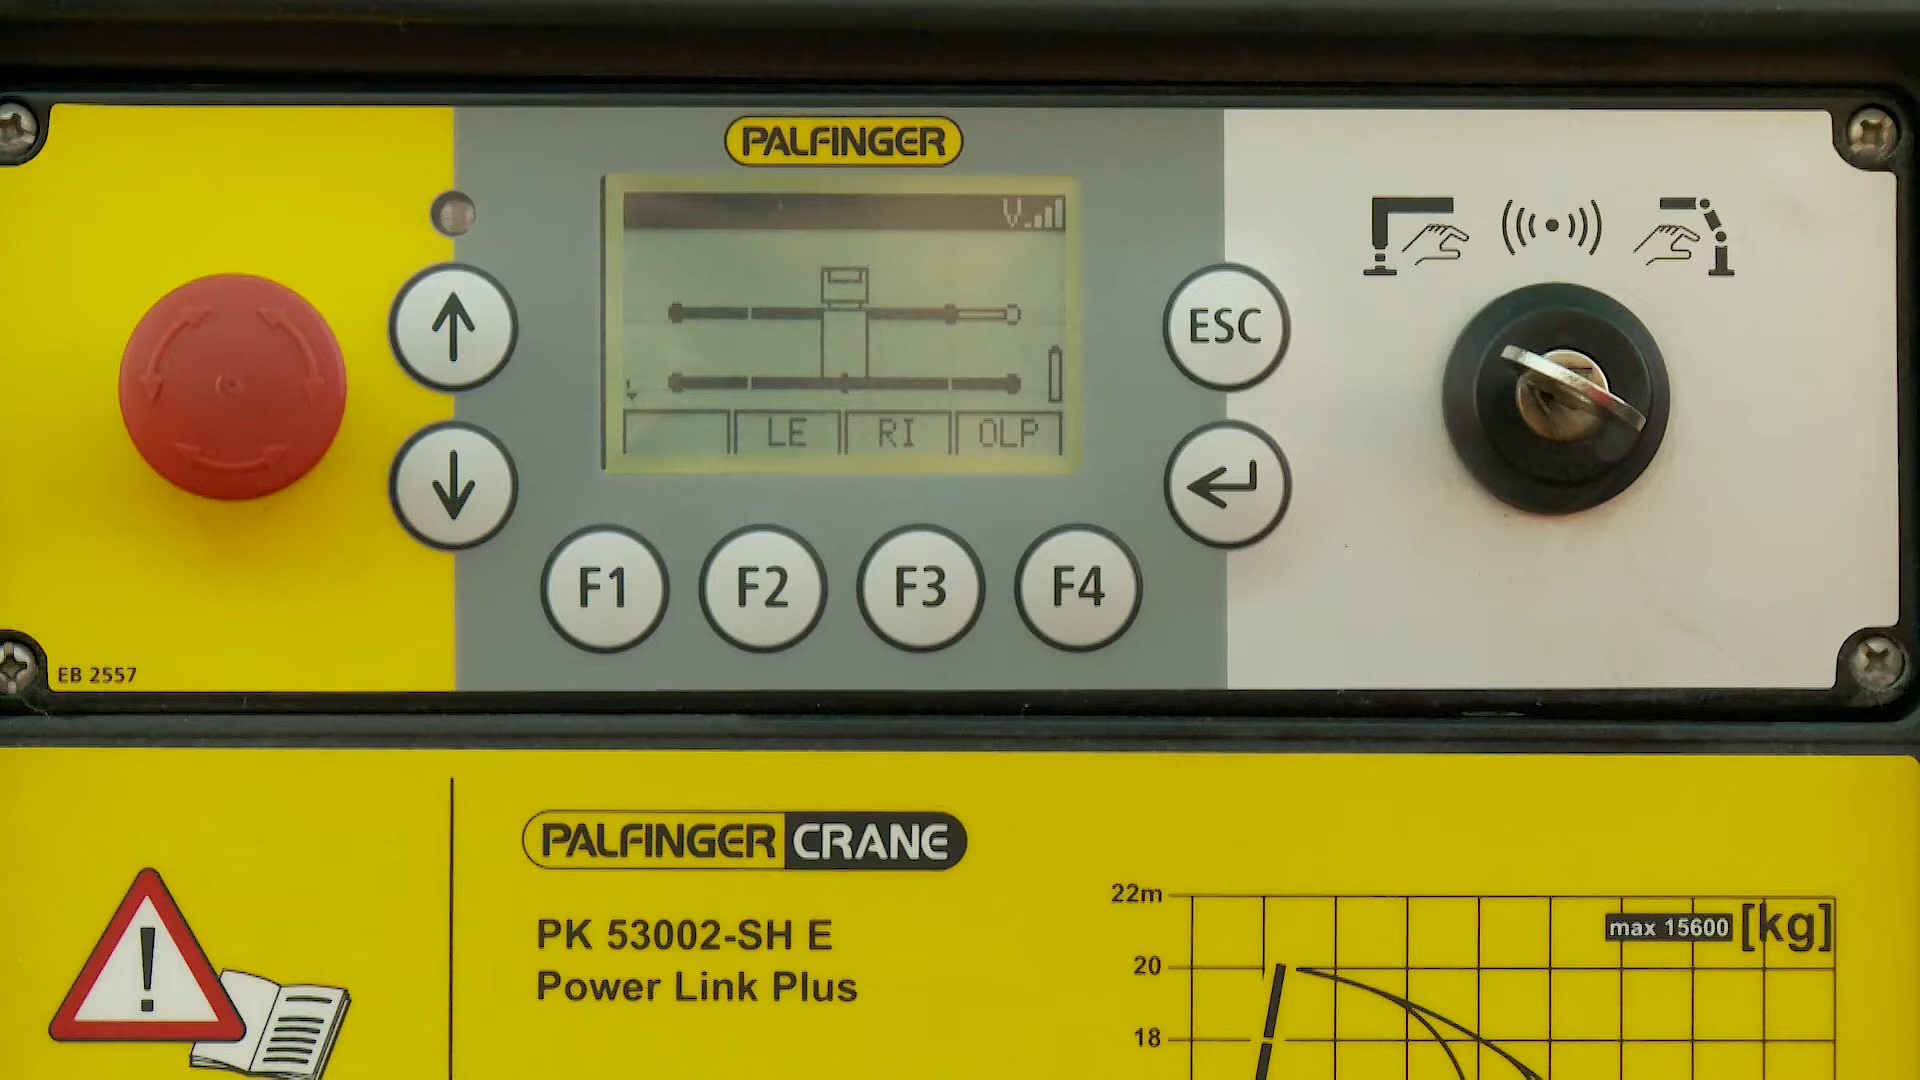 PALFINGER
V
LE RI OLP
ESC
F1 F2 F3 F4
EB 2557
PALFINGER CRANE
PK 53002-SH E
Power Link Plus
22m
max 15600 [kg]
20
18